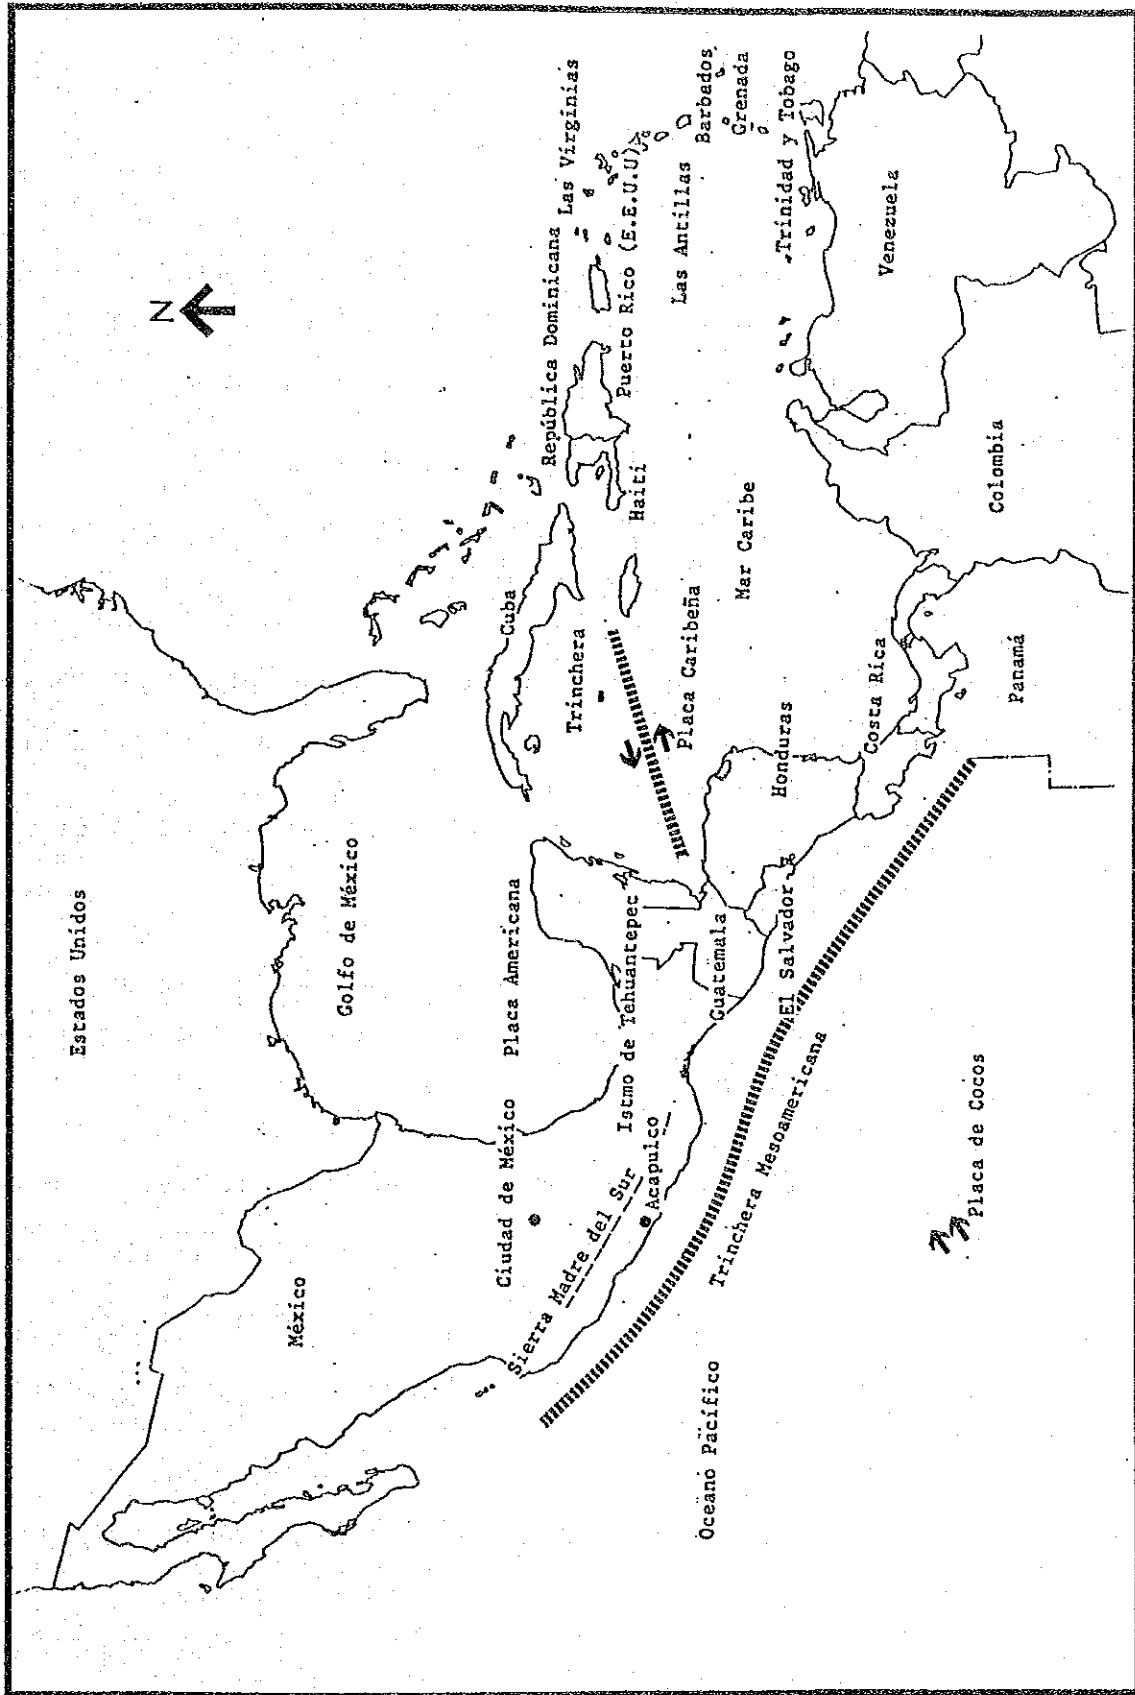 Estados Unidos
N
México
Golfo de México
Ciudad de México
Placa Americana
Cuba
República Dominicana
Las Virginias
Sierra Madre del Sur
Acapulco
Istmo de Tehuantepec
Trinchera
Haití
Puerto Rico (E.E.U.U)
Placa Caribeña
Las Antillas
Barbados
Grenada
Oceano Pacífico
Trinchera Mesoamericana
Guatemala
El Salvador
Honduras
Mar Caribe
Trinidad y Tobago
Costa Rica
Venezuela
Placa de Cocos
Panamá
Colombia